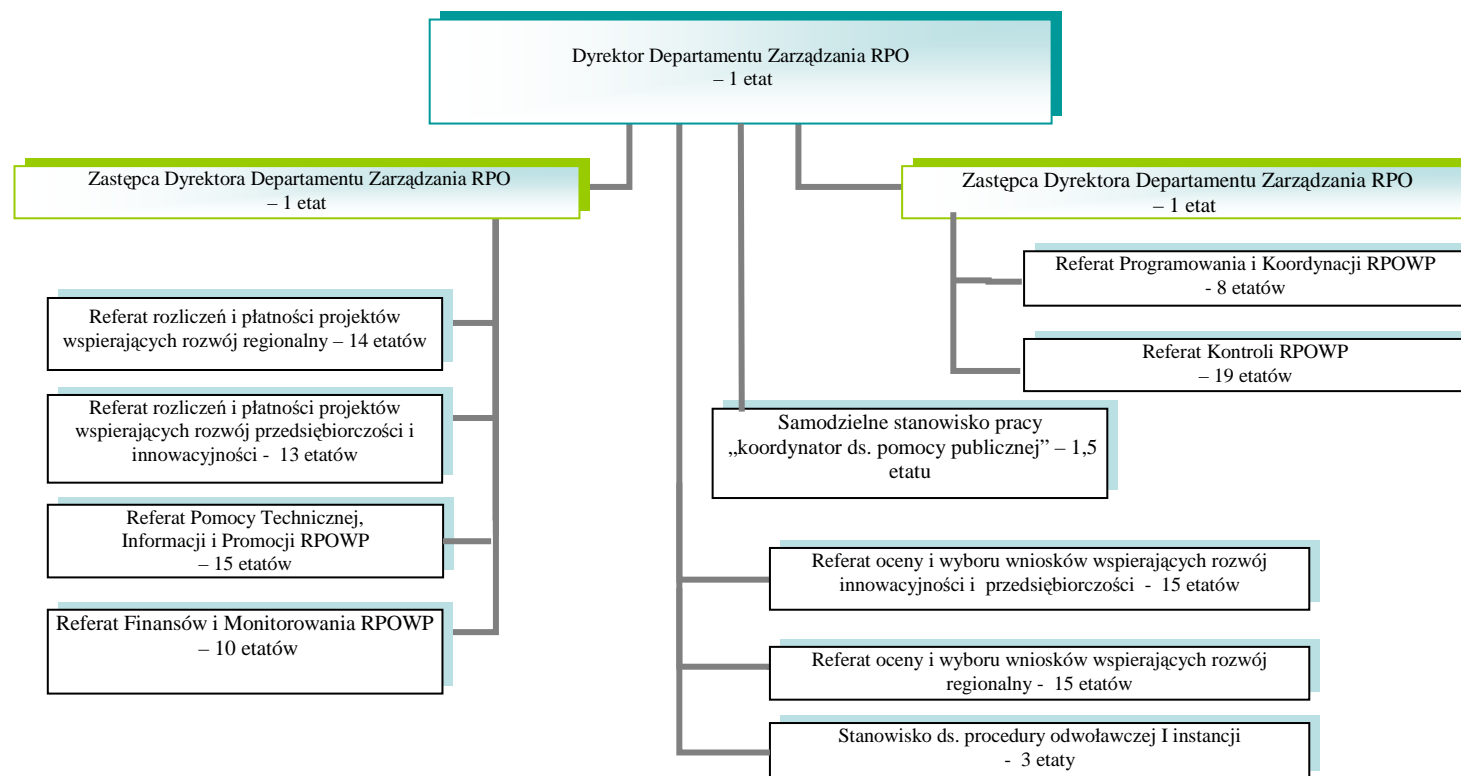 Dyrektor Departamentu Zarządzania RPO
– 1 etat
Zastępca Dyrektora Departamentu Zarządzania RPO
– 1 etat
Zastępca Dyrektora Departamentu Zarządzania RPO
– 1 etat
Referat Programowania i Koordynacji RPOWP
- 8 etatów
Referat rozliczeń i płatności projektów
wspierających rozwój regionalny – 14 etatów
Referat Kontroli RPOWP
– 19 etatów
Referat rozliczeń i płatności projektów
wspierających rozwój przedsiębiorczości i
innowacyjności - 13 etatów
Samodzielne stanowisko pracy
„koordynator ds. pomocy publicznej” – 1,5
etatu
Referat Pomocy Technicznej,
Informacji i Promocji RPOWP
– 15 etatów
Referat oceny i wyboru wniosków wspierających rozwój
innowacyjności i przedsiębiorczości - 15 etatów
Referat Finansów i Monitorowania RPOWP
– 10 etatów
Referat oceny i wyboru wniosków wspierających rozwój
regionalny - 15 etatów
Stanowisko ds. procedury odwoławczej I instancji
- 3 etaty